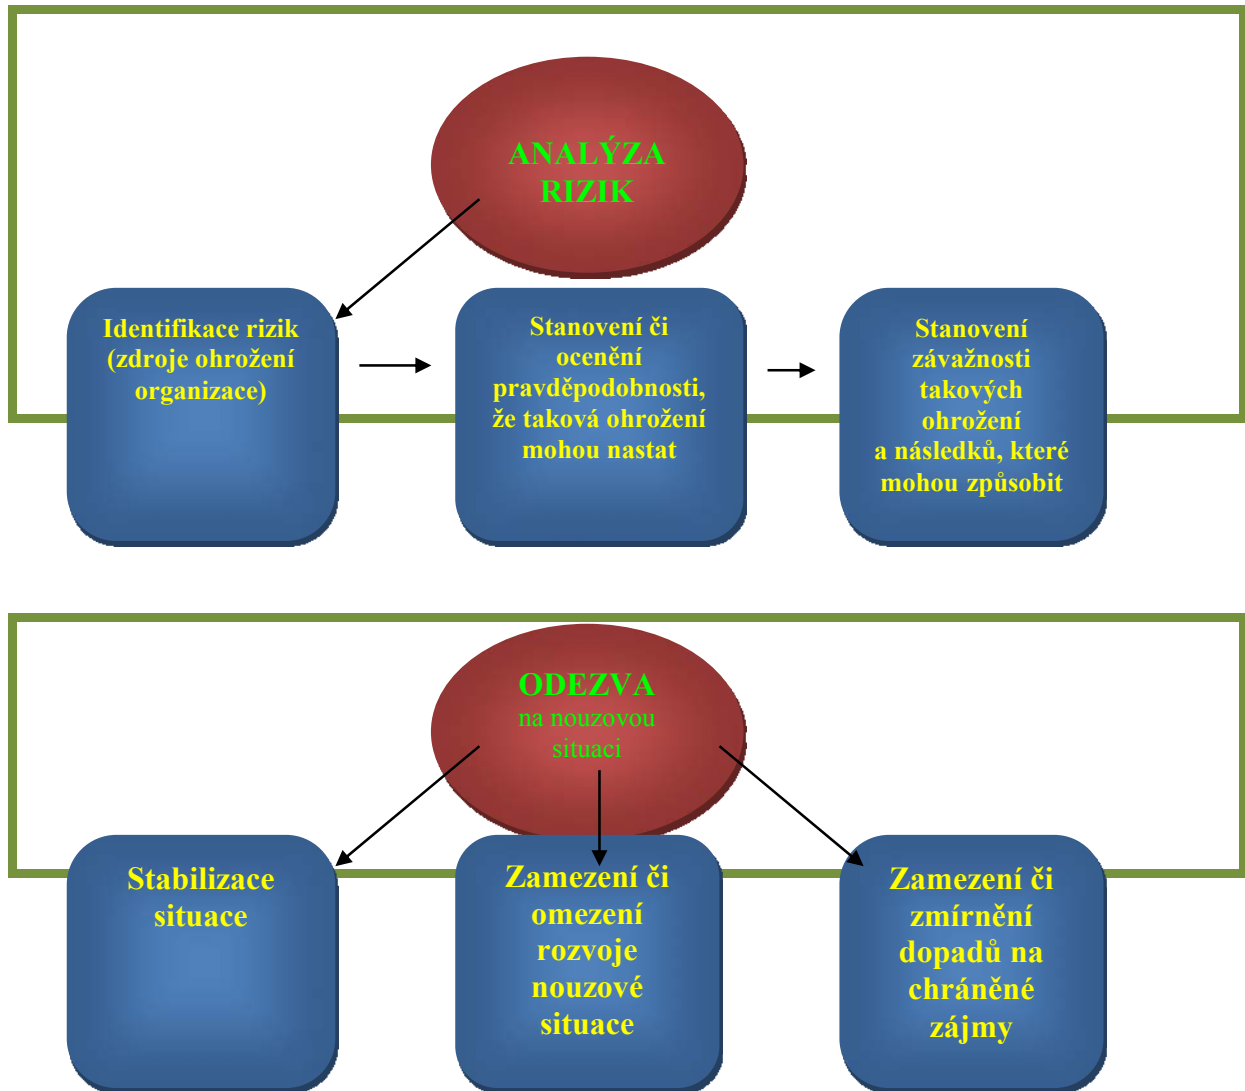 ANALÝZA
RIZIK
Identifikace rizik
(zdroje ohrožení
organizace)
Stanovení či
ocenění
pravděpodobnosti,
že taková ohrožení
mohou nastat
Stanovení
závažnosti
takových
ohrožení
a následků, které
mohou způsobit
ODEZVA
na nouzovou
situaci
Stabilizace
situace
Zamezení či
omezení
rozvoje
nouzové
situace
Zamezení či
zmírnění
dopadů na
chráněné
zájmy